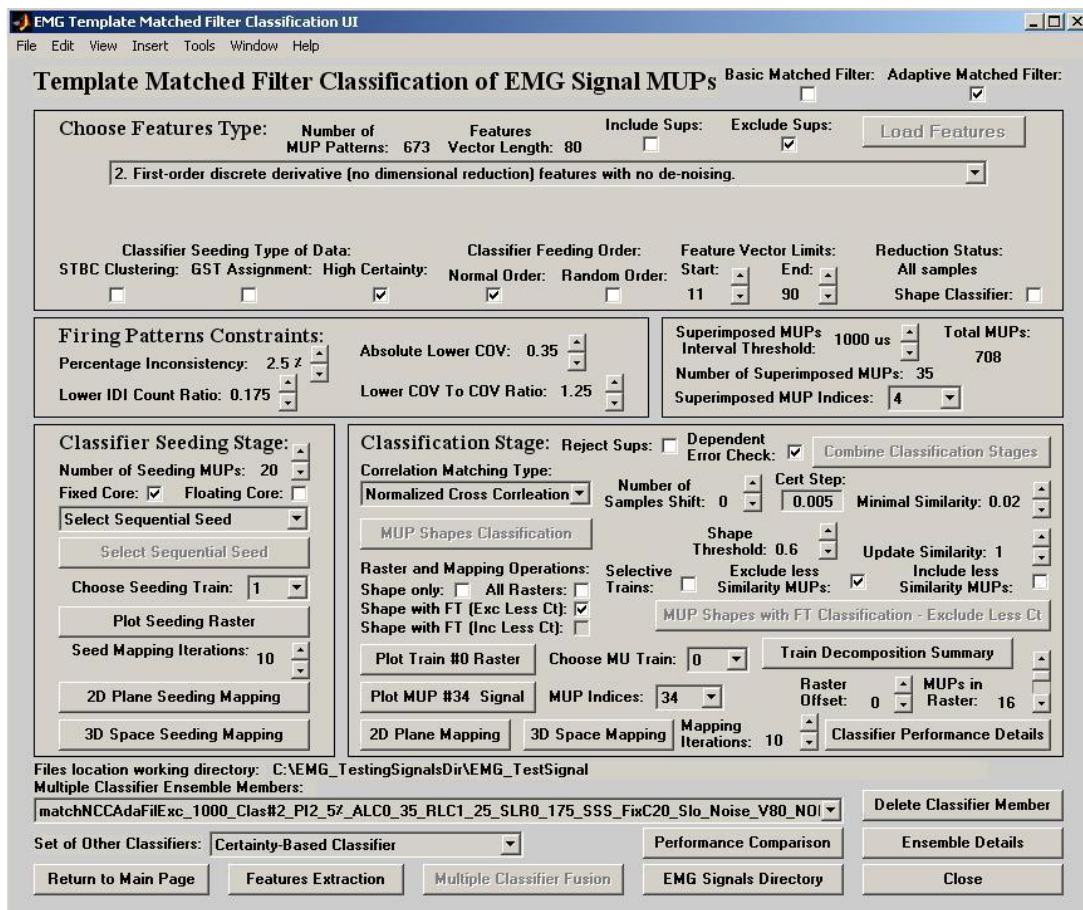 EMG Template Matched Filter Classification UI
File Edit View Insert Tools Window Help
Template Matched Filter Classification of EMG Signal MUPs
Basic Matched Filter: Adaptive Matched Filter:
Choose Features Type:
Number of MUP Patterns: 673
Features Vector Length: 80
Include Sups: Exclude Sups:
Load Features
2. First-order discrete derivative (no dimensional reduction) features with no de-noising.
Classifier Seeding Type of Data:
STBC Clustering: GST Assignment: High Certainty:
Classifier Feeding Order:
Normal Order: Random Order:
Feature Vector Limits:
Start: End:
11 90
Reduction Status:
All samples
Shape Classifier:
Firing Patterns Constraints:
Percentage Inconsistency: 2.5 %
Lower IDI Count Ratio: 0.175
Absolute Lower COV: 0.35
Lower COV To COV Ratio: 1.25
Superimposed MUPs
Interval Threshold: 1000 us
Total MUPs:
708
Number of Superimposed MUPs: 35
Superimposed MUP Indices: 4
Classifier Seeding Stage:
Number of Seeding MUPs: 20
Fixed Core: Floating Core:
Select Sequential Seed
Select Sequential Seed
Choose Seeding Train: 1
Plot Seeding Raster
Seed Mapping Iterations: 10
2D Plane Seeding Mapping
3D Space Seeding Mapping
Classification Stage:
Reject Sups:
Dependent
Error Check:
Combine Classification Stages
Correlation Matching Type:
Normalized Cross Corrleation
Number of
Samples Shift: 0
Cert Step:
0.005
Minimal Similarity: 0.02
MUP Shapes Classification
Shape
Threshold: 0.6
Update Similarity: 1
Raster and Mapping Operations:
Shape only: All Rasters:
Shape with FT (Exc Less Ct):
Shape with FT (Inc Less Ct):
Selective
Trains:
Exclude less
Similarity MUPs:
Include less
Similarity MUPs:
MUP Shapes with FT Classification - Exclude Less Ct
Plot Train #0 Raster
Choose MU Train: 0
Train Decomposition Summary
Plot MUP #34 Signal
MUP Indices: 34
Raster
Offset: 0
MUPs in
Raster: 16
2D Plane Mapping
3D Space Mapping
Mapping
Iterations: 10
Classifier Performance Details
Files location working directory: C:\EMG_TestingSignalsDir\EMG_TestSignal
Multiple Classifier Ensemble Members:
matchNCCAdaFilExc_1000_Clas#2_PI2_5%_ALC0_35_RLC1_25_SLR0_175_SSS_FixC20_Slo_Noise_V80_NOI
Delete Classifier Member
Set of Other Classifiers: Certainty-Based Classifier
Performance Comparison
Ensemble Details
Return to Main Page
Features Extraction
Multiple Classifier Fusion
EMG Signals Directory
Close